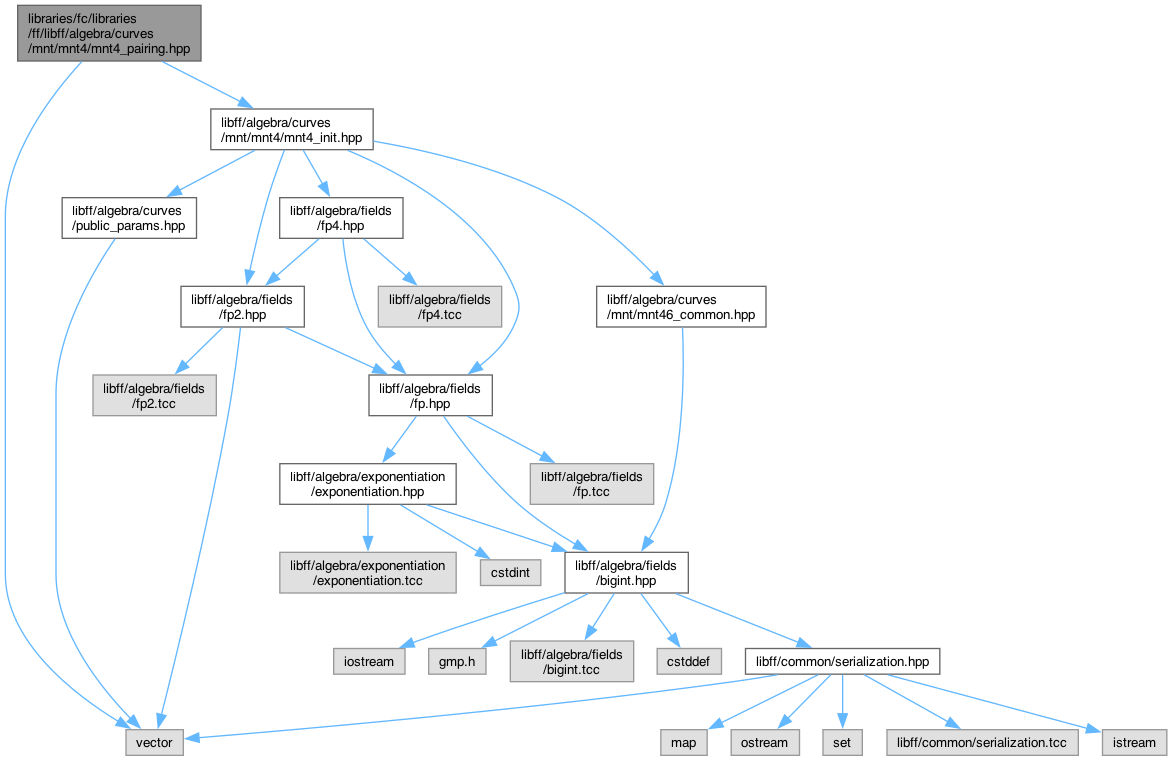 libraries/fc/libraries
/ff/libff/algebra/curves
/mnt/mnt4/mnt4_pairing.hpp
libff/algebra/curves
/mnt/mnt4/mnt4_init.hpp
libff/algebra/curves
/public_params.hpp
libff/algebra/fields
/fp4.hpp
libff/algebra/fields
/fp2.hpp
libff/algebra/fields
/fp4.tcc
libff/algebra/curves
/mnt/mnt46_common.hpp
libff/algebra/fields
/fp2.tcc
libff/algebra/fields
/fp.hpp
libff/algebra/exponentiation
/exponentiation.hpp
libff/algebra/fields
/fp.tcc
libff/algebra/exponentiation
/exponentiation.tcc
cstdint
libff/algebra/fields
/bigint.hpp
iostream
gmp.h
libff/algebra/fields
/bigint.tcc
cstddef
libff/common/serialization.hpp
vector
map
ostream
set
libff/common/serialization.tcc
istream